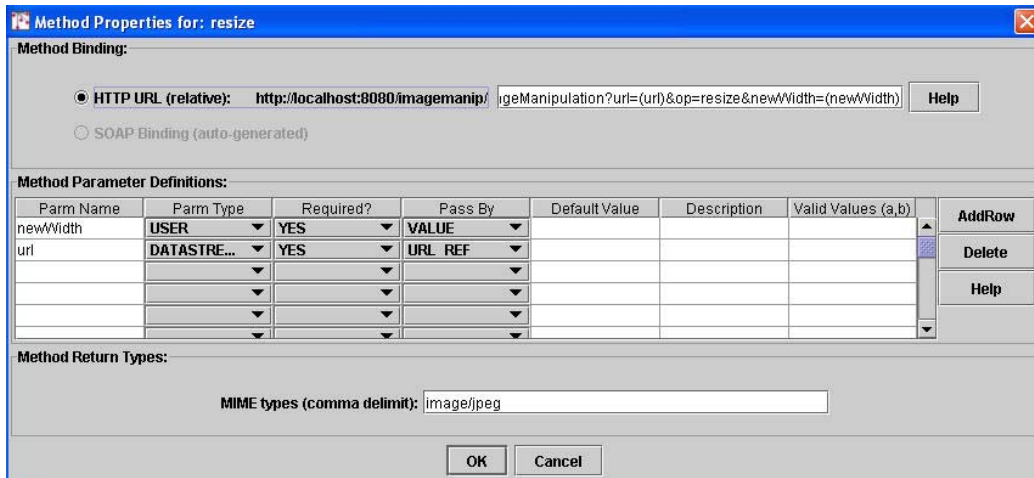 Method Properties for: resize
Method Binding:
HTTP URL (relative): http://localhost:8080/imagemanip/ ıgeManipulation?url=(url)&op=resize&newWidth=(newWidth) Help
SOAP Binding (auto-generated)
Method Parameter Definitions:
Parm Name Parm Type Required? Pass By Default Value Description Valid Values (a,b)
newWidth USER YES VALUE
AddRow
url DATASTRE... YES URL_REF
Delete
Help
Method Return Types:
MIME types (comma delimit): image/jpeg
OK Cancel